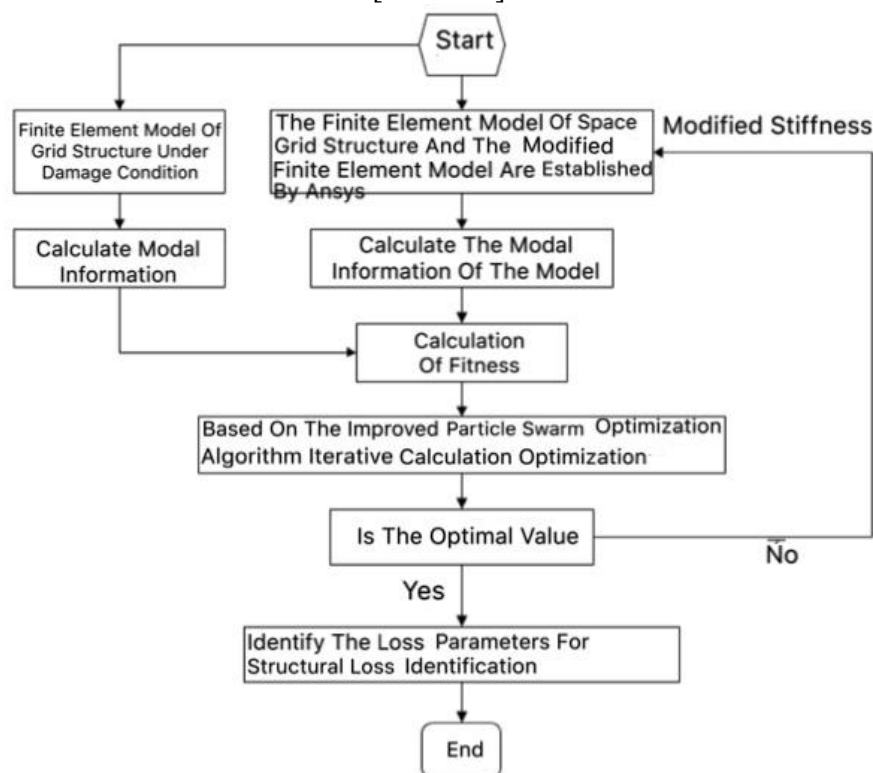 Start
Finite Element Model Of
Grid Structure Under
Damage Condition
The Finite Element Model Of Space
Grid Structure And The Modified
Finite Element Model Are Established
By Ansys
Modified Stiffness
Calculate Modal
Information
Calculate The Modal
Information Of The Model
Calculation
Of Fitness
Based On The Improved Particle Swarm Optimization
Algorithm Iterative Calculation Optimization
Is The Optimal Value
No
Yes
Identify The Loss Parameters For
Structural Loss Identification
End